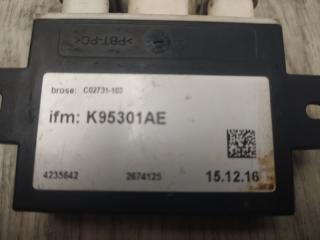 >PBT-PC<
brose: C02731-103
ifm: K95301AE
4235642 2674125 15.12.16